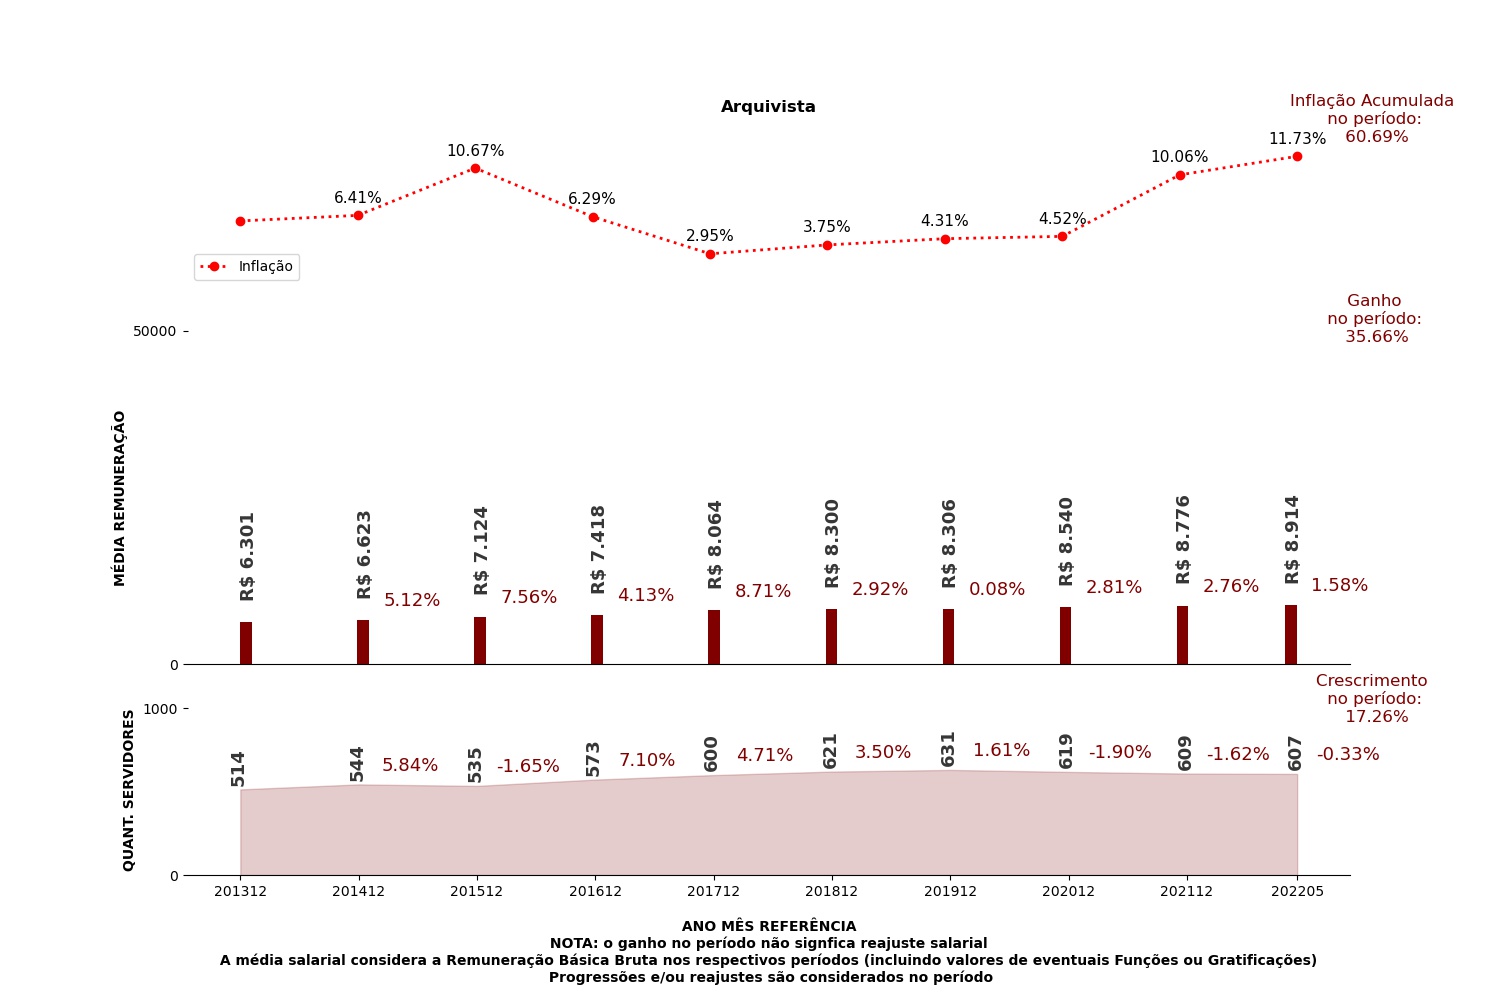 Arquivista
Inflação Acumulada
no período:
60.69%
6.41%
10.67%
6.29%
2.95%
3.75%
4.31%
4.52%
10.06%
11.73%
Inflação
Ganho
no período:
35.66%
50000
0
MÉDIA REMUNERAÇÃO
R$ 6.301
R$ 6.623
R$ 7.124
R$ 7.418
R$ 8.064
R$ 8.300
R$ 8.306
R$ 8.540
R$ 8.776
R$ 8.914
5.12%
7.56%
4.13%
8.71%
2.92%
0.08%
2.81%
2.76%
1.58%
Crescrimento
no período:
17.26%
1000
0
QUANT. SERVIDORES
514
544
535
573
600
621
631
619
609
607
5.84%
-1.65%
7.10%
4.71%
3.50%
1.61%
-1.90%
-1.62%
-0.33%
201312
201412
201512
201612
201712
201812
201912
202012
202112
202205
ANO MÊS REFERÊNCIA
NOTA: o ganho no período não signfica reajuste salarial
A média salarial considera a Remuneração Básica Bruta nos respectivos períodos (incluindo valores de eventuais Funções ou Gratificações)
Progressões e/ou reajustes são considerados no período